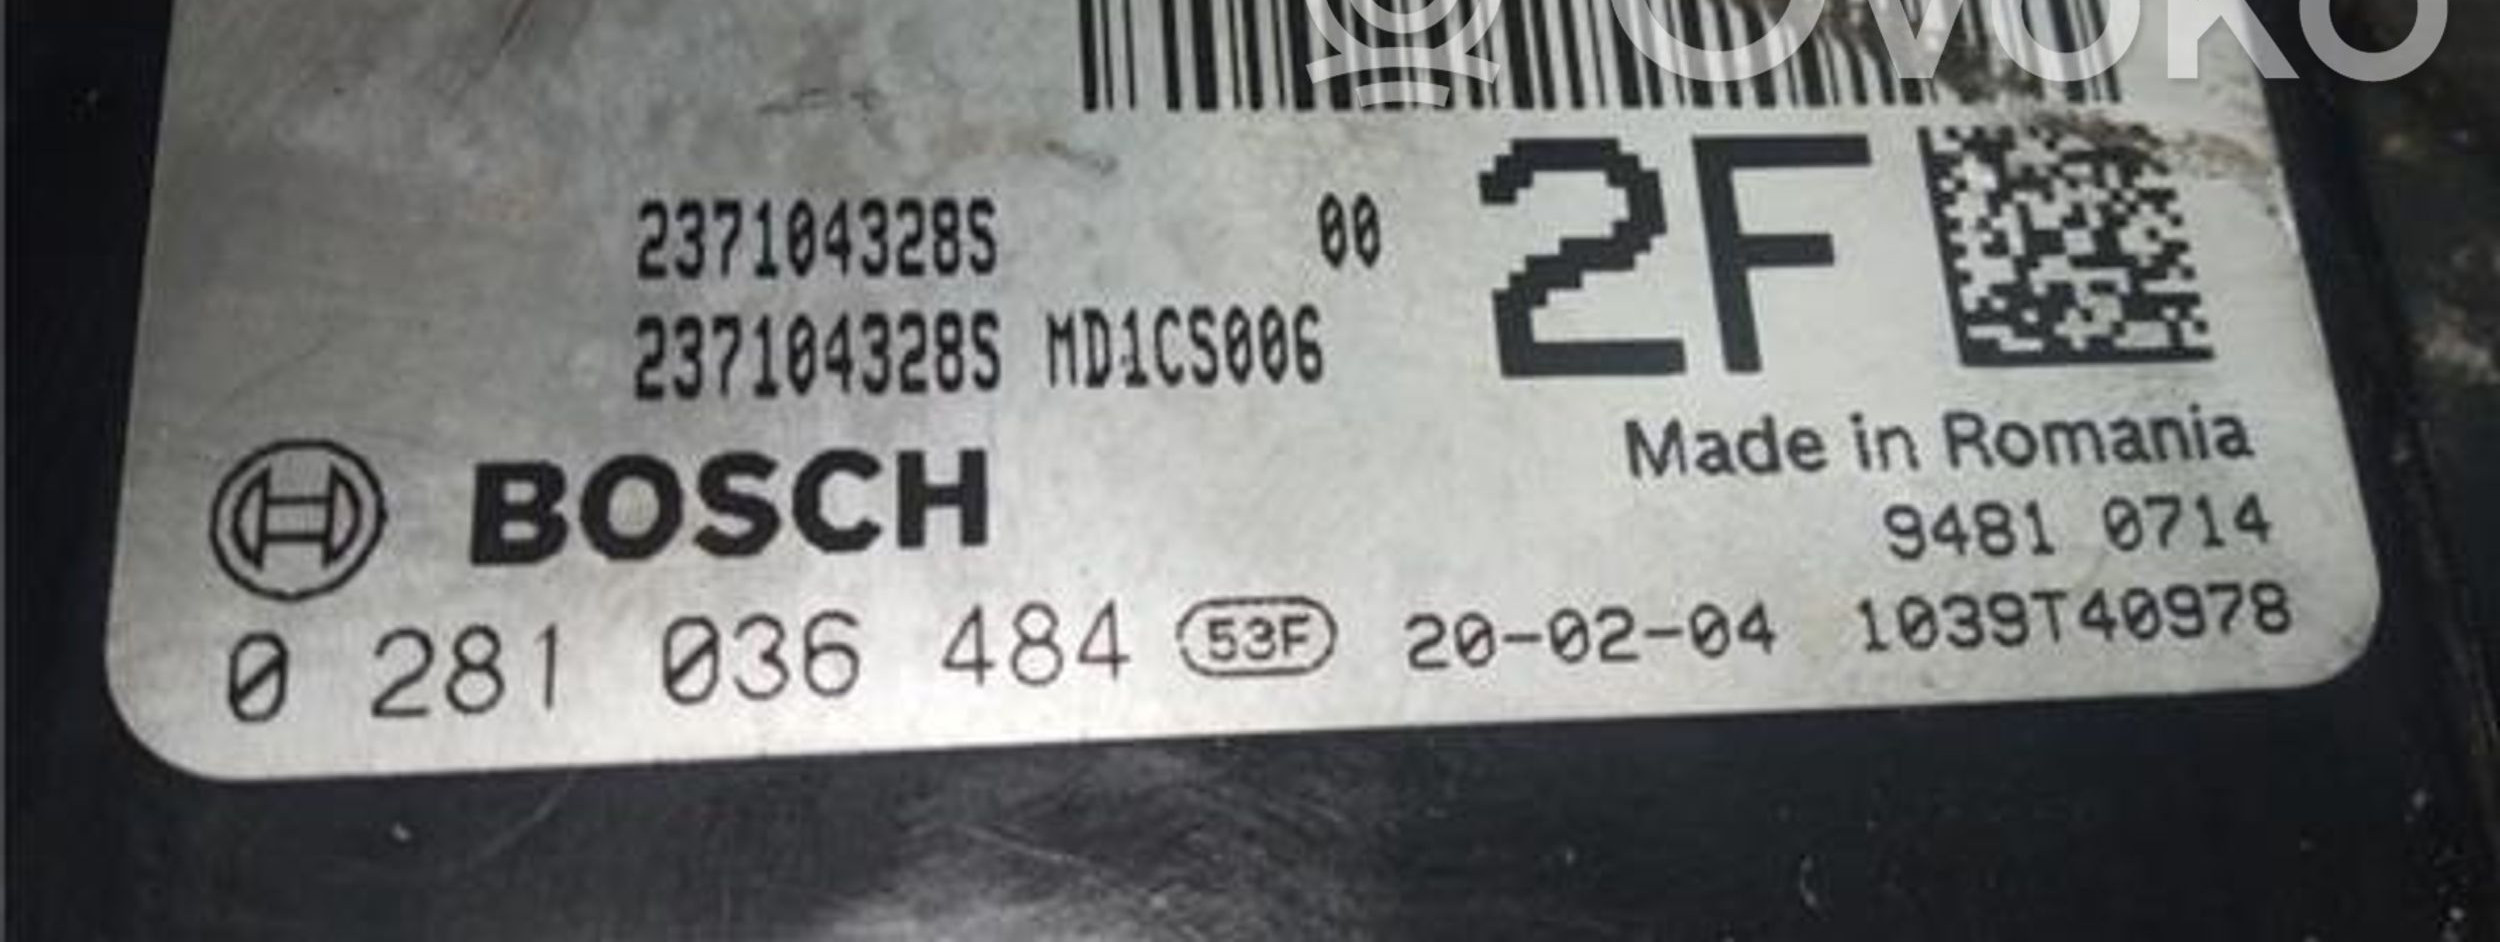 OVOKO
237104328S 00 2F
237104328S MD1CS006
Made in Romania
BOSCH
9481 0714
0 281 036 484 53F 20-02-04 1039T40978